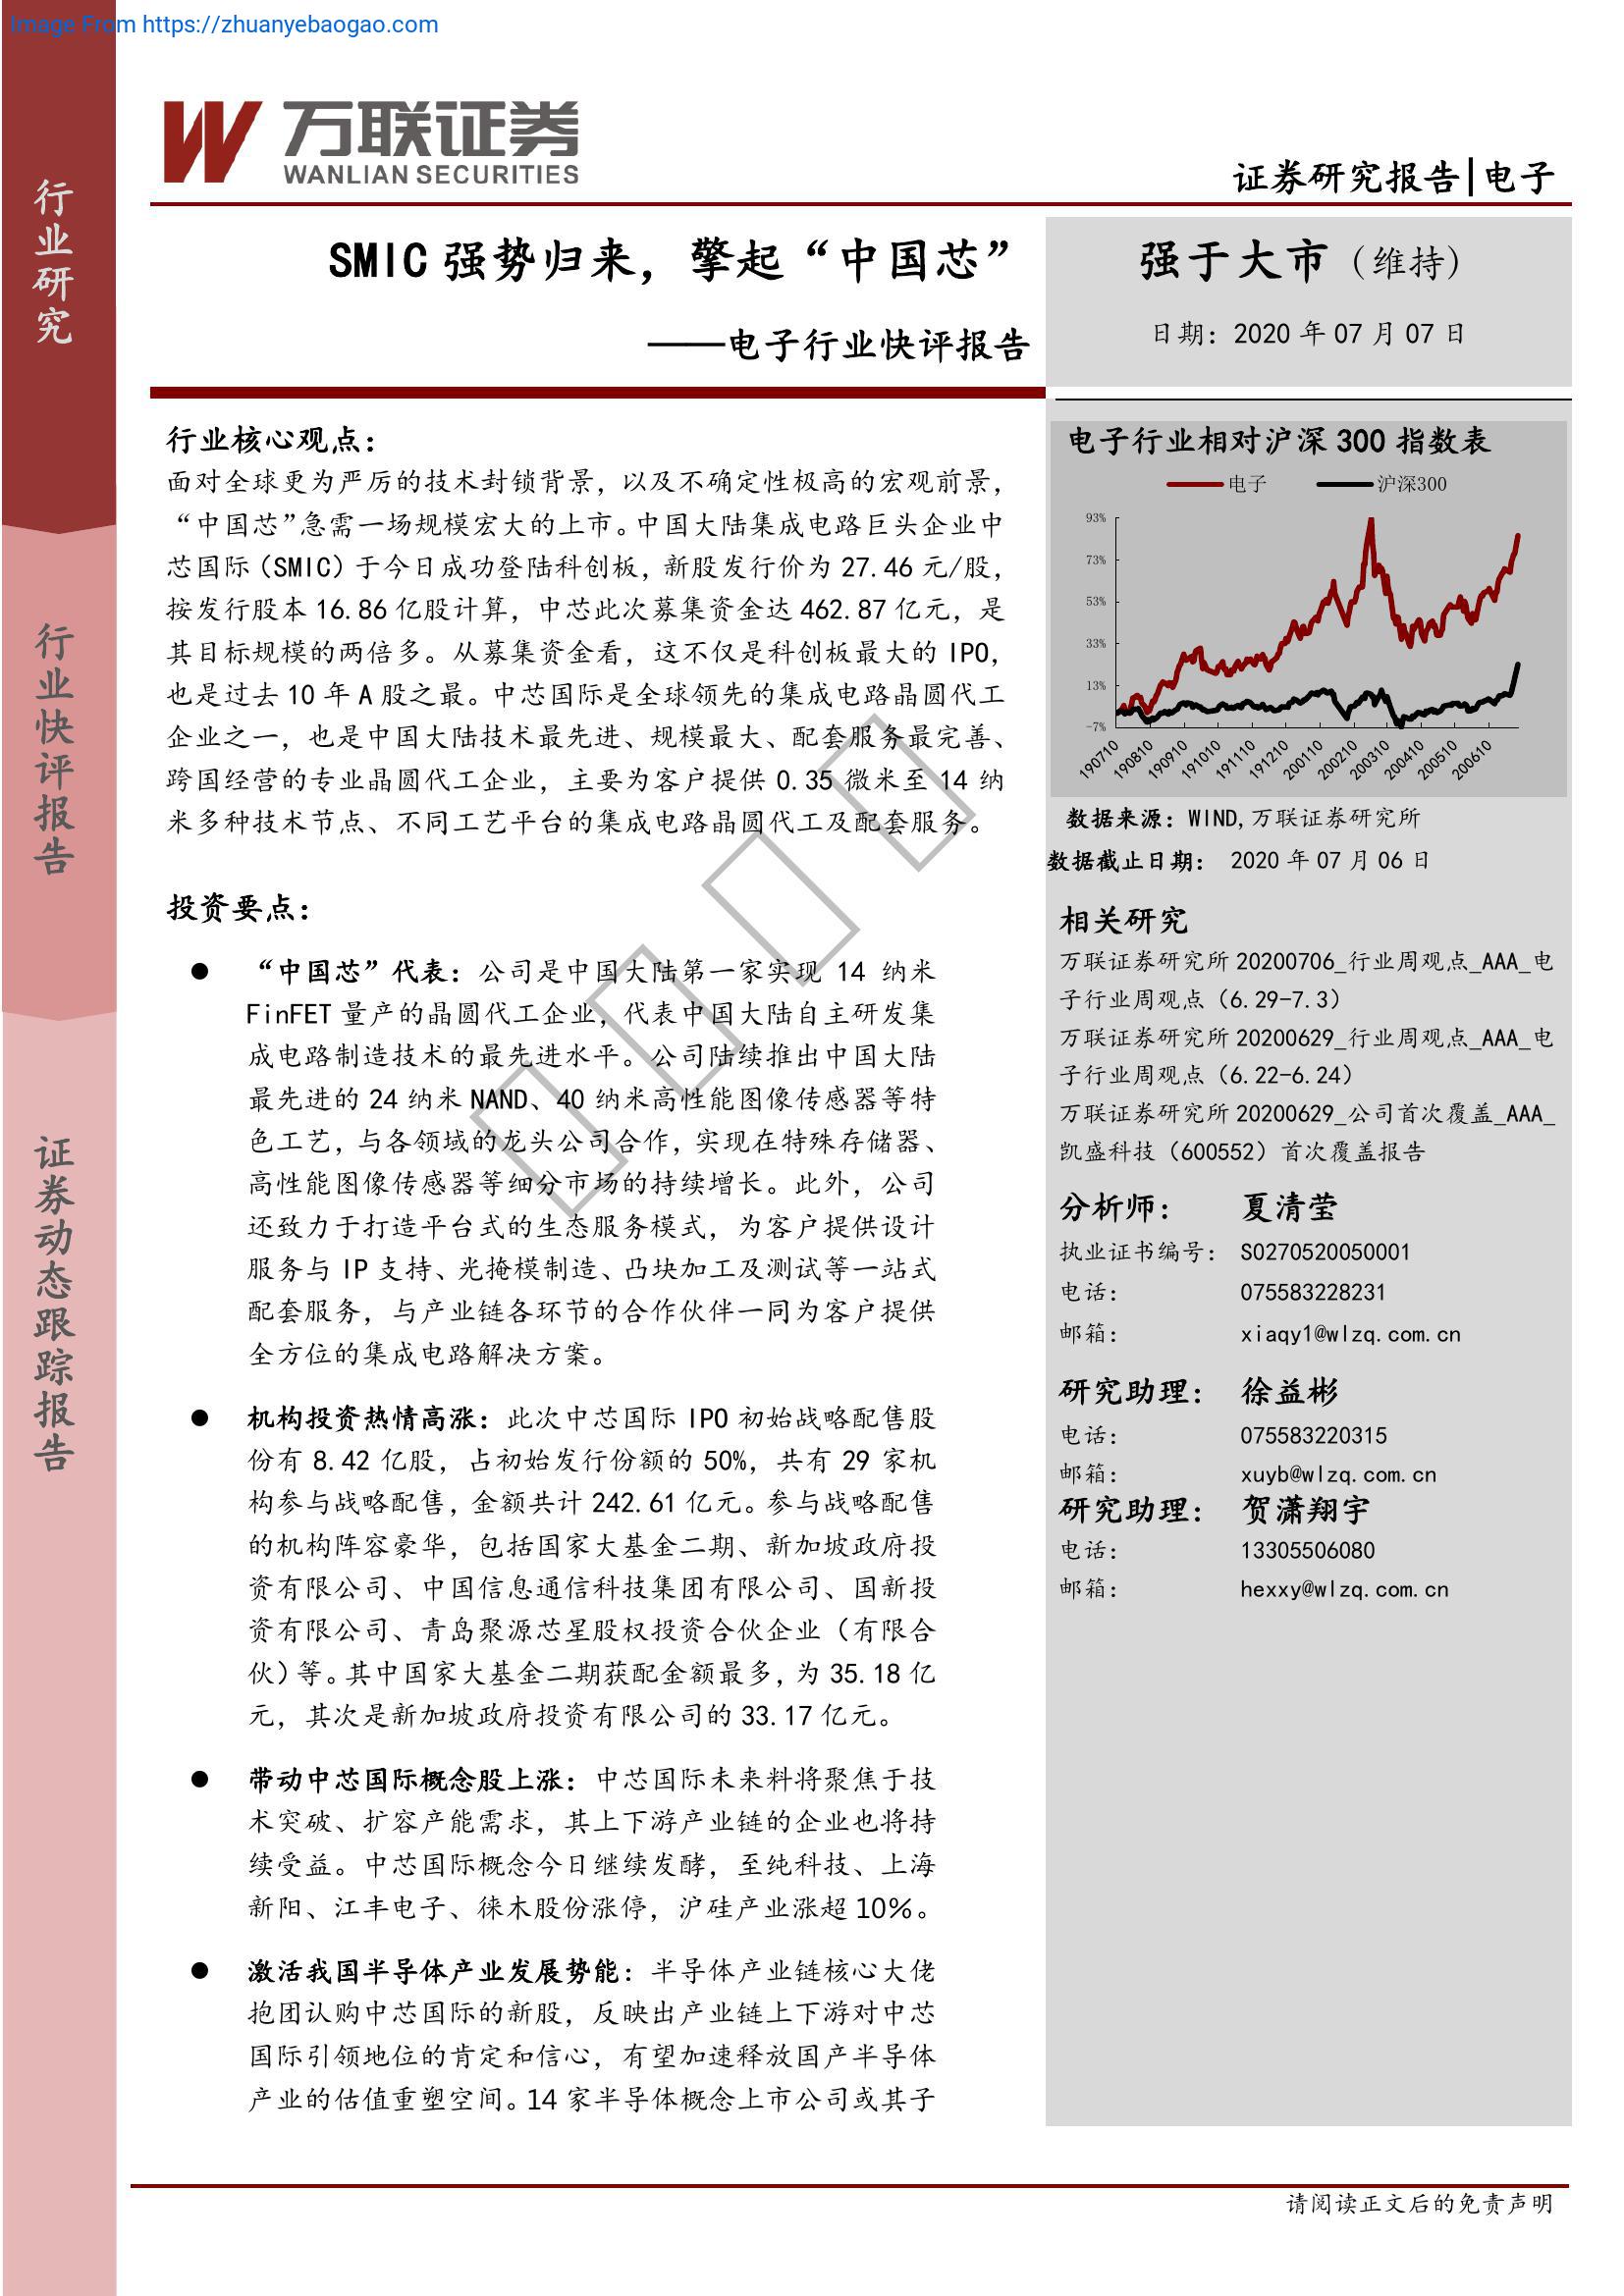 Image From https://zhuanyebaogao.com
行业研究
行业快评报告
证券动态跟踪报告
万联证券
WANLIAN SECURITIES
证券研究报告|电子
SMIC 强势归来，擎起“中国芯”
——电子行业快评报告
强于大市（维持）
日期：2020 年 07 月 07 日
行业核心观点：
面对全球更为严厉的技术封锁背景，以及不确定性极高的宏观前景，
“中国芯”急需一场规模宏大的上市。中国大陆集成电路巨头企业中
芯国际（SMIC）于今日成功登陆科创板，新股发行价为 27.46 元/股，
按发行股本 16.86 亿股计算，中芯此次募集资金达 462.87 亿元，是
其目标规模的两倍多。从募集资金看，这不仅是科创板最大的 IPO，
也是过去 10 年 A 股之最。中芯国际是全球领先的集成电路晶圆代工
企业之一，也是中国大陆技术最先进、规模最大、配套服务最完善、
跨国经营的专业晶圆代工企业，主要为客户提供 0.35 微米至 14 纳
米多种技术节点、不同工艺平台的集成电路晶圆代工及配套服务。
投资要点：
● “中国芯”代表：公司是中国大陆第一家实现 14 纳米
FinFET 量产的晶圆代工企业，代表中国大陆自主研发集
成电路制造技术的最先进水平。公司陆续推出中国大陆
最先进的 24 纳米 NAND、40 纳米高性能图像传感器等特
色工艺，与各领域的龙头公司合作，实现在特殊存储器、
高性能图像传感器等细分市场的持续增长。此外，公司
还致力于打造平台式的生态服务模式，为客户提供设计
服务与 IP 支持、光掩模制造、凸块加工及测试等一站式
配套服务，与产业链各环节的合作伙伴一同为客户提供
全方位的集成电路解决方案。
● 机构投资热情高涨：此次中芯国际 IPO 初始战略配售股
份有 8.42 亿股，占初始发行份额的 50%，共有 29 家机
构参与战略配售，金额共计 242.61 亿元。参与战略配售
的机构阵容豪华，包括国家大基金二期、新加坡政府投
资有限公司、中国信息通信科技集团有限公司、国新投
资有限公司、青岛聚源芯星股权投资合伙企业（有限合
伙）等。其中国家大基金二期获配金额最多，为 35.18 亿
元，其次是新加坡政府投资有限公司的 33.17 亿元。
● 带动中芯国际概念股上涨：中芯国际未来料将聚焦于技
术突破、扩容产能需求，其上下游产业链的企业也将持
续受益。中芯国际概念今日继续发酵，至纯科技、上海
新阳、江丰电子、徕木股份涨停，沪硅产业涨超 10%。
● 激活我国半导体产业发展势能：半导体产业链核心大佬
抱团认购中芯国际的新股，反映出产业链上下游对中芯
国际引领地位的肯定和信心，有望加速释放国产半导体
产业的估值重塑空间。14 家半导体概念上市公司或其子
电子行业相对沪深 300 指数表
电子 沪深300
93%
73%
53%
33%
13%
-7%
190710 190810 190910 191010 191110 191210 200110 200210 200310 200410 200510 200610
数据来源：WIND,万联证券研究所
数据截止日期： 2020 年 07 月 06 日
相关研究
万联证券研究所 20200706_行业周观点_AAA_电
子行业周观点（6.29-7.3）
万联证券研究所 20200629_行业周观点_AAA_电
子行业周观点（6.22-6.24）
万联证券研究所 20200629_公司首次覆盖_AAA_
凯盛科技（600552）首次覆盖报告
分析师： 夏清莹
执业证书编号： S0270520050001
电话： 075583228231
邮箱： xiaqy1@wlzq.com.cn
研究助理： 徐益彬
电话： 075583220315
邮箱： xuyb@wlzq.com.cn
研究助理： 贺潇翔宇
电话： 13305506080
邮箱： hexxy@wlzq.com.cn
请阅读正文后的免责声明